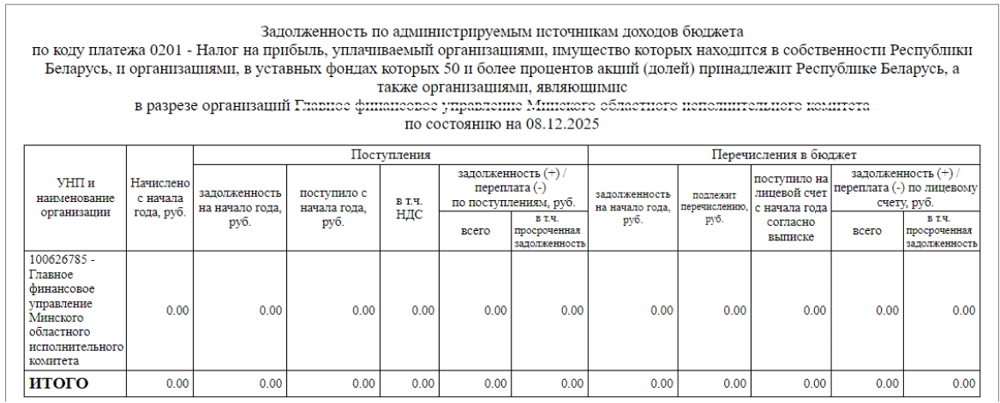 Задолженность по администрируемым источникам доходов бюджета
по коду платежа 0201 - Налог на прибыль, уплачиваемый организациями, имущество которых находится в собственности Республики
Беларусь, и организациями, в уставных фондах которых 50 и более процентов акций (долей) принадлежит Республике Беларусь, а
также организациями, являющимис
в разрезе организаций Главное финансовое управление Минского областного исполнительного комитета
по состоянию на 08.12.2025
УНП и
наименование
организации
Начислено
с начала
года, руб.
Поступления
задолженность
на начало года,
руб.
поступило с
начала года,
руб.
в т.ч.
НДС
задолженность (+) /
переплата (-)
по поступлениям, руб.
всего
в т.ч.
просроченная
задолженность
Перечисления в бюджет
задолженность
на начало года,
руб.
подлежит
перечислению,
руб.
поступило на
лицевой счет
с начала года
согласно
выписке
задолженность (+) /
переплата (-) по лицевому
счету, руб.
всего
в т.ч.
просроченная
задолженность
100626785 -
Главное
финансовое
управление
Минского
областного
исполнительного
комитета
0.00 0.00 0.00 0.00 0.00 0.00 0.00 0.00 0.00 0.00 0.00
ИТОГО 0.00 0.00 0.00 0.00 0.00 0.00 0.00 0.00 0.00 0.00 0.00